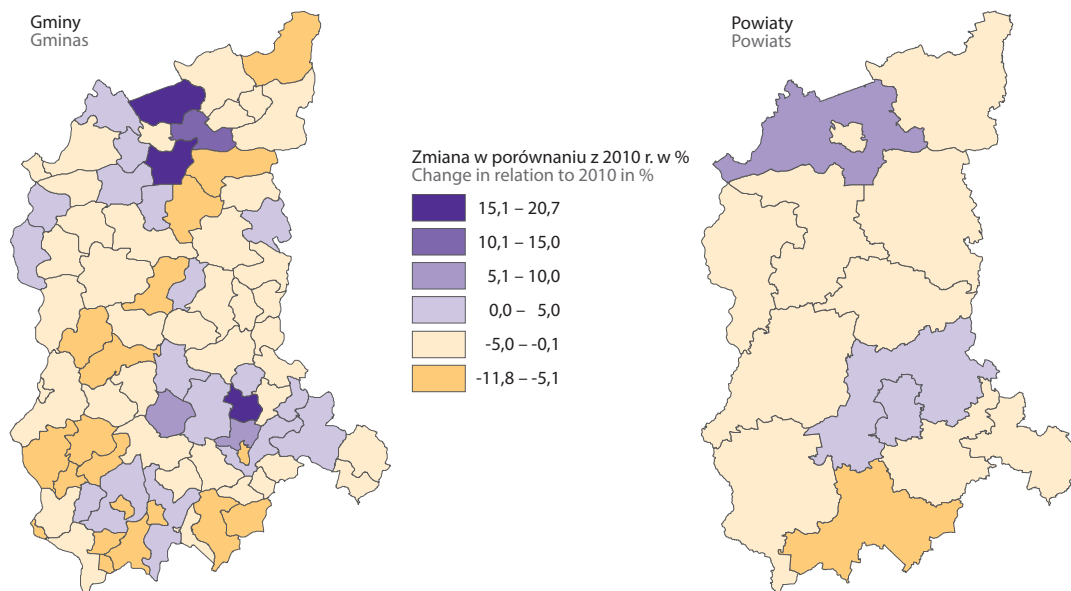 Gminy
Gminas
Powiaty
Powiats
Zmiana w porównaniu z 2010 r. w %
Change in relation to 2010 in %
15,1 – 20,7
10,1 – 15,0
5,1 – 10,0
0,0 – 5,0
-5,0 – -0,1
-11,8 – -5,1